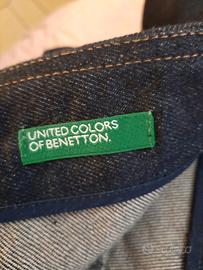 UNITED COLORS
OF BENETTON.